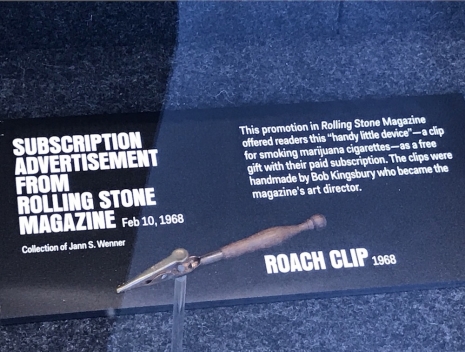 SUBSCRIPTION
ADVERTISEMENT
FROM
ROLLING STONE
MAGAZINE Feb 10, 1968
Collection of Jann S. Wenner
This promotion in Rolling Stone Magazine
offered readers this “handy little device”—a clip
for smoking marijuana cigarettes—as a free
gift with their paid subscription. The clips were
handmade by Bob Kingsbury who became the
magazine’s art director.
ROACH CLIP 1968